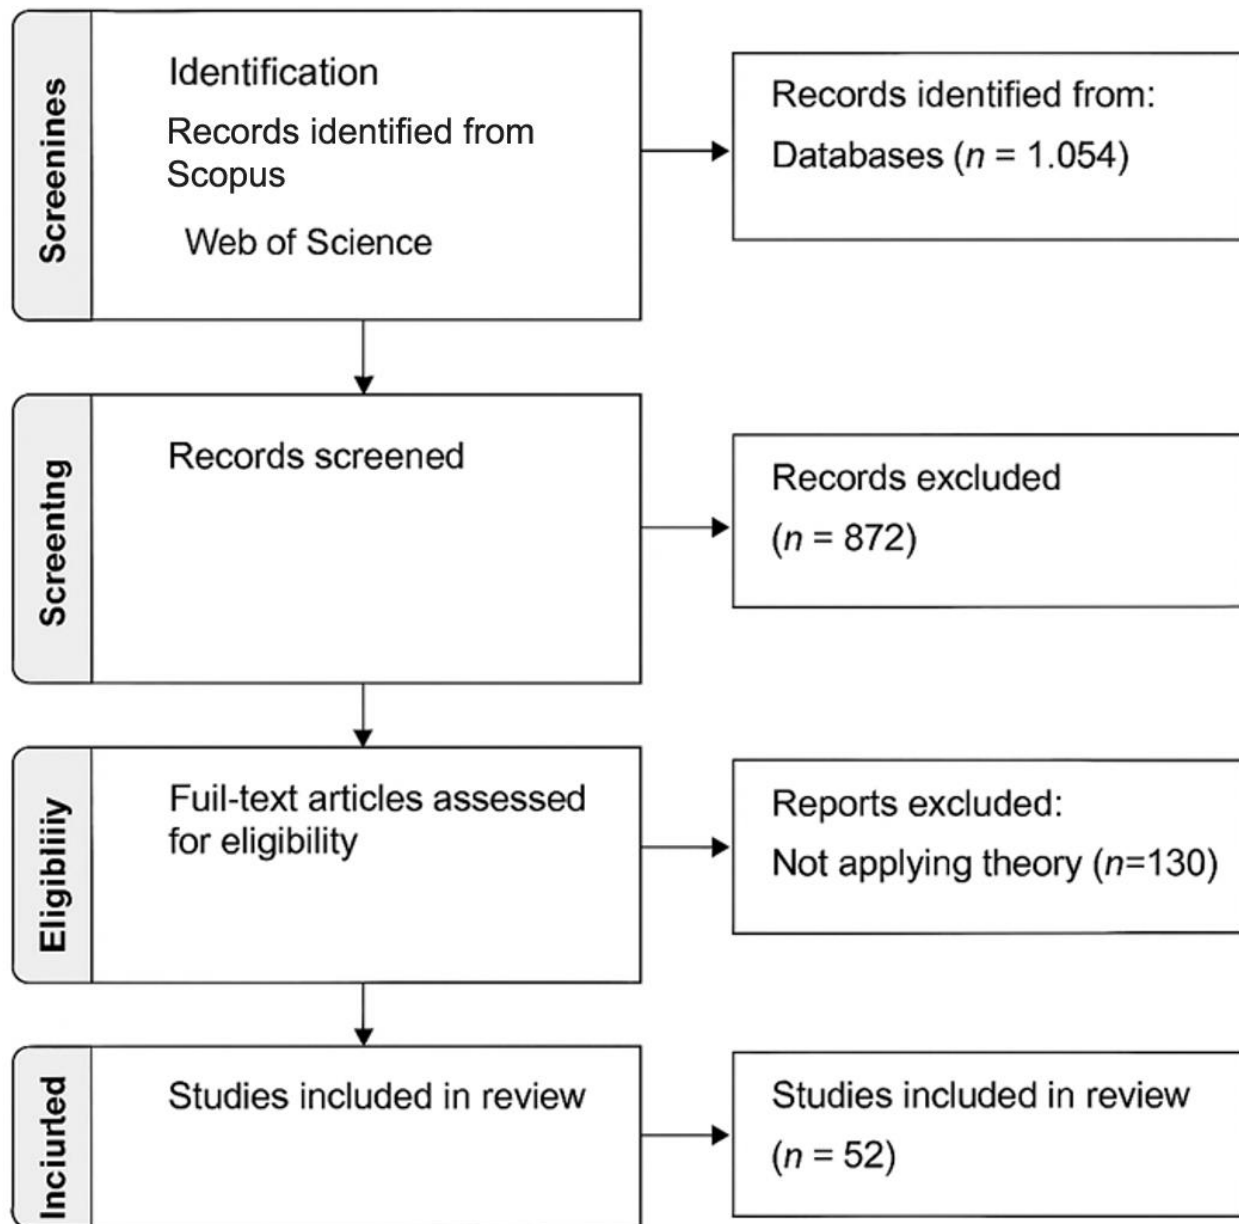 Screenines
Identification
Records identified from
Scopus
Web of Science
Records identified from:
Databases (n = 1.054)
Screentng
Records screened
Records excluded
(n = 872)
Eligibliiiy
Fuil-text articles assessed
for eligibility
Reports excluded:
Not applying theory (n=130)
Inciurted
Studies included in review
Studies included in review
(n = 52)